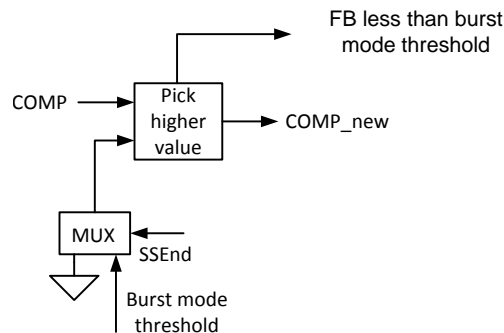 FB less than burst
mode threshold
COMP
Pick
higher
value
COMP_new
MUX
SSEnd
Burst mode
threshold